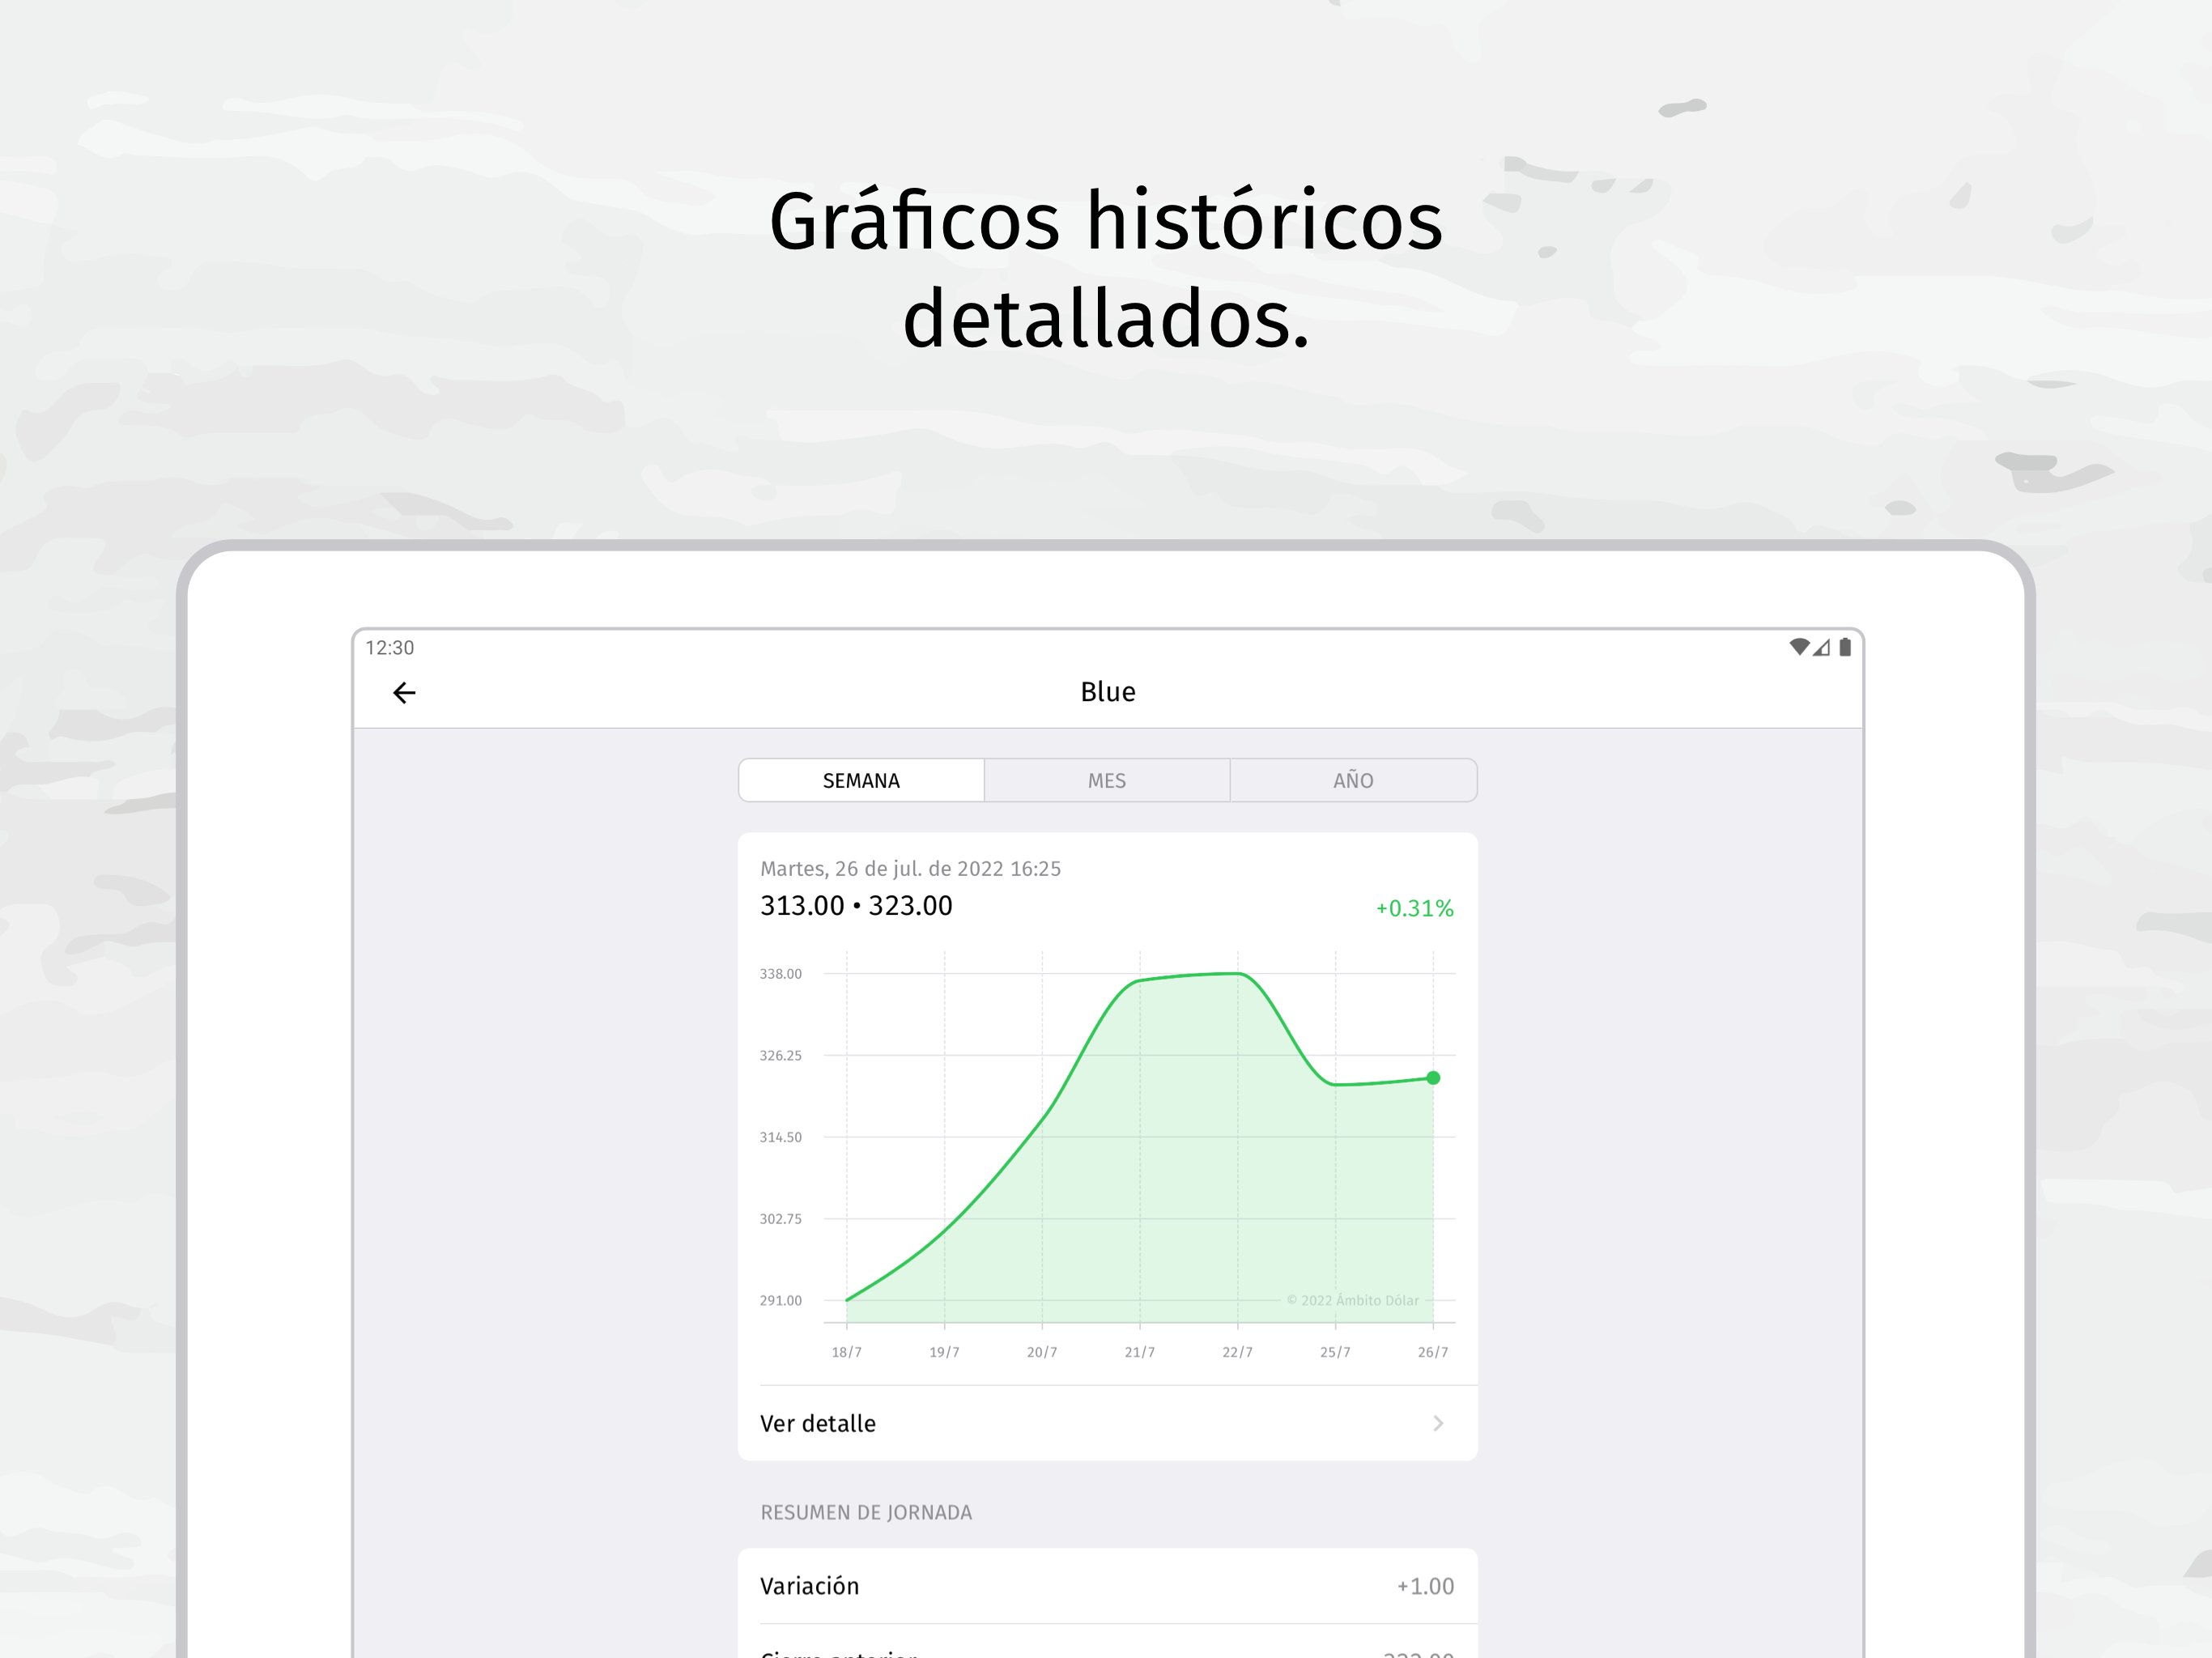 Gráficos históricos
detallados.
12:30
Blue
SEMANA MES AÑO
Martes, 26 de jul. de 2022 16:25
313.00 • 323.00 +0.31%
338.00
326.25
314.50
302.75
291.00
© 2022 Ámbito Dólar
18/7 19/7 20/7 21/7 22/7 25/7 26/7
Ver detalle
RESUMEN DE JORNADA
Variación +1.00
Cierre anterior